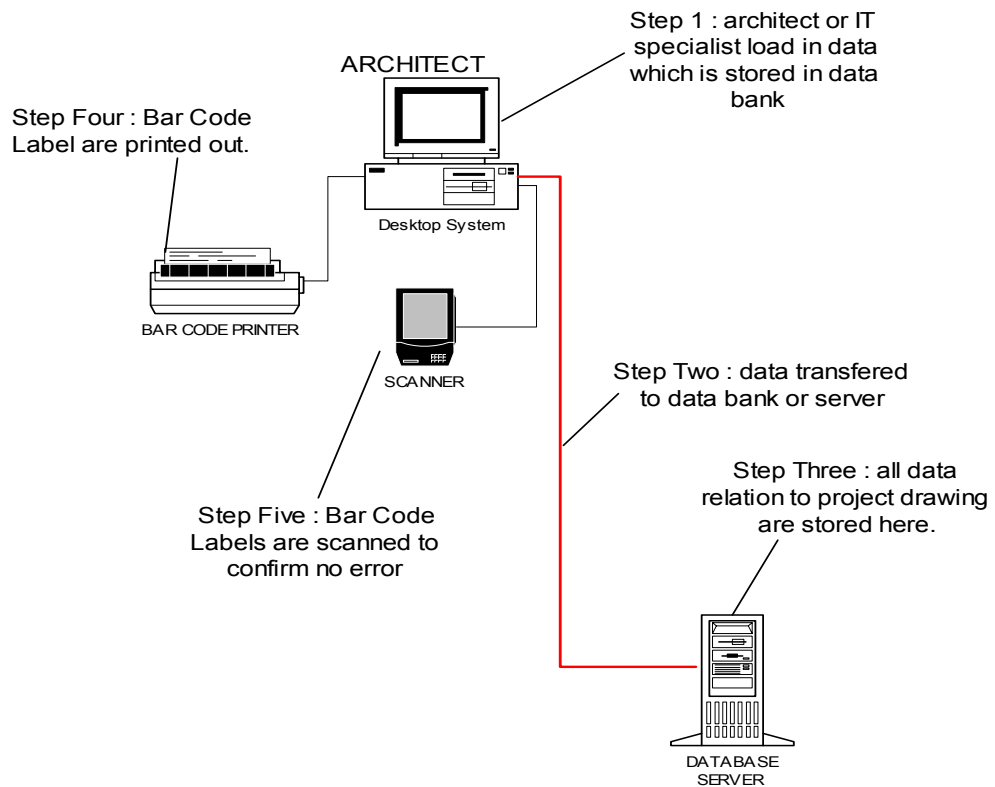 Step 1 : architect or IT
specialist load in data
which is stored in data
bank
ARCHITECT
Step Four : Bar Code
Label are printed out.
Desktop System
BAR CODE PRINTER
SCANNER
Step Two : data transfered
to data bank or server
Step Three : all data
relation to project drawing
are stored here.
Step Five : Bar Code
Labels are scanned to
confirm no error
DATABASE
SERVER